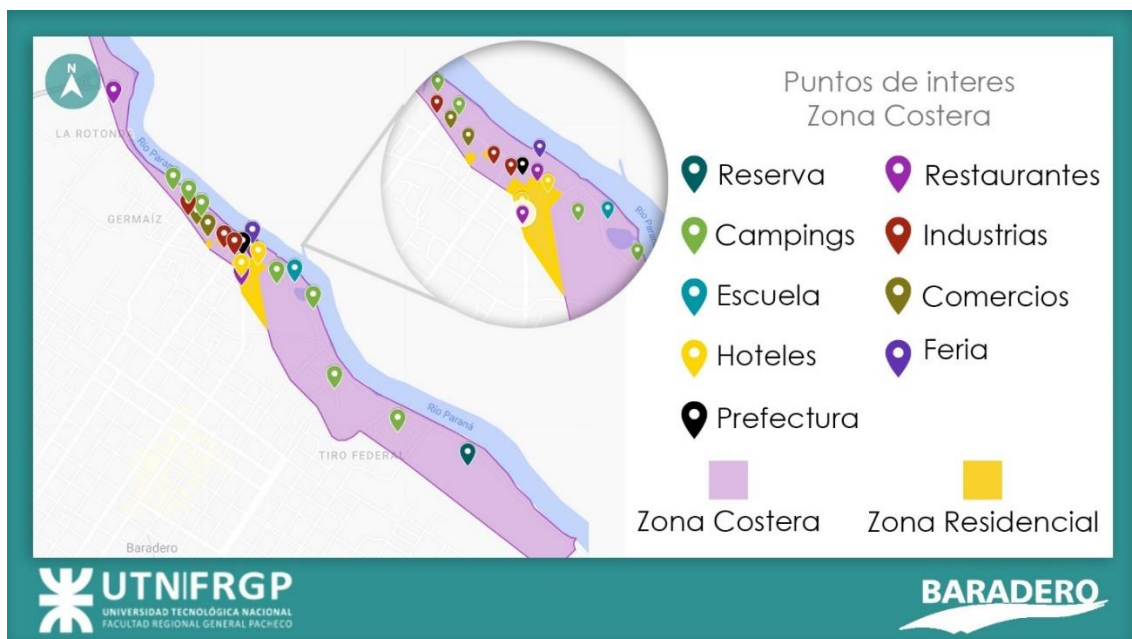 N
LA ROTONDA
Río Paraná
GERMAÍZ
Río Paraná
TIRO FEDERAL
Baradero
Río Para
Puntos de interes
Zona Costera
Reserva
Restaurantes
Campings
Industrias
Escuela
Comercios
Hoteles
Feria
Prefectura
Zona Costera
Zona Residencial
UTN FRGP
UNIVERSIDAD TECNOLÓGICA NACIONAL
FACULTAD REGIONAL GENERAL PACHECO
BARADERO